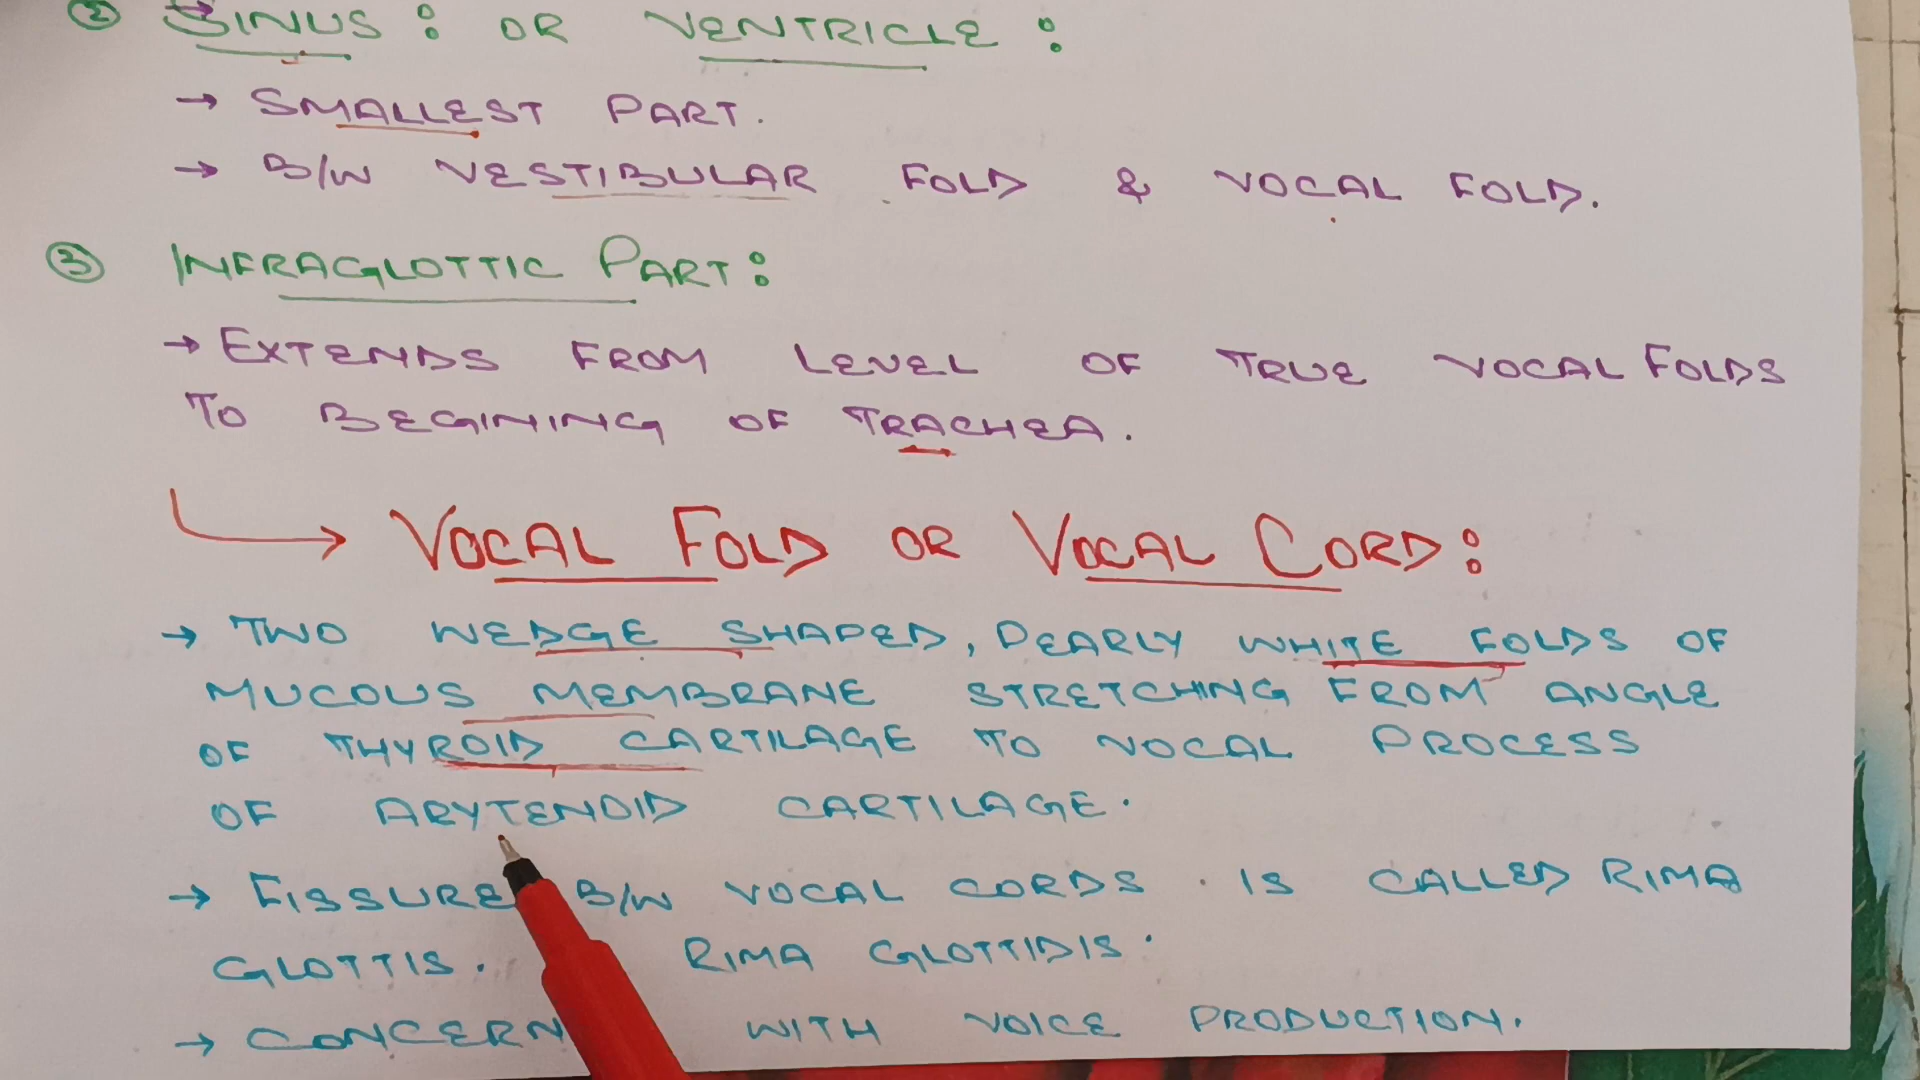 ② SINUS : OR VENTRICLE :
→ SMALLEST PART.
→ B/W VESTIBULAR FOLD & VOCAL FOLD.
③ INFRAGLOTTIC PART :
→ EXTENDS FROM LEVEL OF TRUE VOCAL FOLDS
TO BEGINING OF TRACHEA.
→ VOCAL FOLD OR VOCAL CORD :
→ TWO WEDGE SHAPED, PEARLY WHITE FOLDS OF
MUCOUS MEMBRANE STRETCHING FROM ANGLE
OF THYROID CARTILAGE TO VOCAL PROCESS
OF ARYTENOID CARTILAGE.
→ FISSURE B/W VOCAL CORDS IS CALLED RIMA
GLOTTIS. RIMA GLOTTIDIS.
→ CONCERN WITH VOICE PRODUCTION.